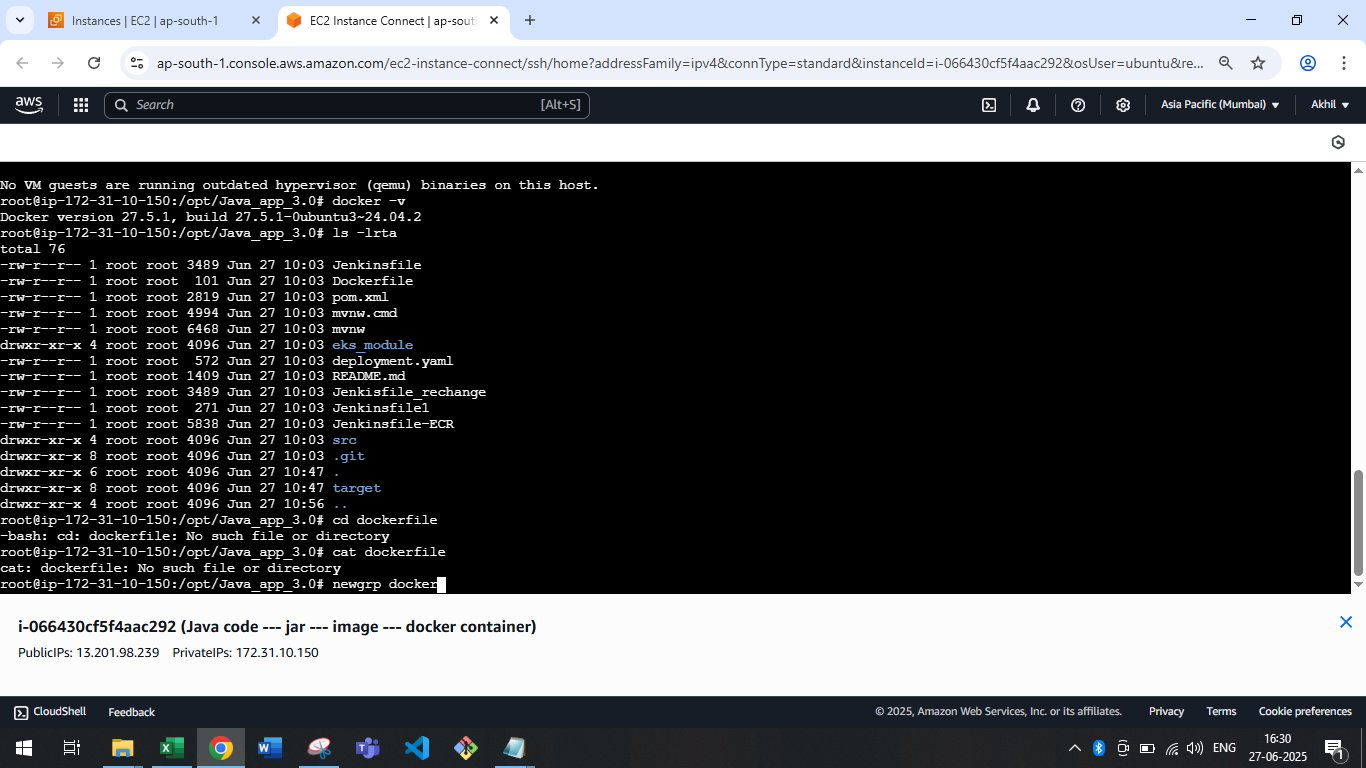 Instances | EC2 | ap-south-1
EC2 Instance Connect | ap-sout
ap-south-1.console.aws.amazon.com/ec2-instance-connect/ssh/home?addressFamily=ipv4&connType=standard&instanceId=i-066430cf5f4aac292&osUser=ubuntu&re...
aws
Search
[Alt+S]
Asia Pacific (Mumbai)
Akhil
No VM guests are running outdated hypervisor (qemu) binaries on this host.
root@ip-172-31-10-150:/opt/Java_app_3.0# docker -v
Docker version 27.5.1, build 27.5.1-0ubuntu3~24.04.2
root@ip-172-31-10-150:/opt/Java_app_3.0# ls -lrta
total 76
-rw-r--r-- 1 root root 3489 Jun 27 10:03 Jenkinsfile
-rw-r--r-- 1 root root  101 Jun 27 10:03 Dockerfile
-rw-r--r-- 1 root root 2819 Jun 27 10:03 pom.xml
-rw-r--r-- 1 root root 4994 Jun 27 10:03 mvnw.cmd
-rw-r--r-- 1 root root 6468 Jun 27 10:03 mvnw
drwxr-xr-x 4 root root 4096 Jun 27 10:03 eks_module
-rw-r--r-- 1 root root  572 Jun 27 10:03 deployment.yaml
-rw-r--r-- 1 root root 1409 Jun 27 10:03 README.md
-rw-r--r-- 1 root root 3489 Jun 27 10:03 Jenkisfile_rechange
-rw-r--r-- 1 root root  271 Jun 27 10:03 Jenkinsfile1
-rw-r--r-- 1 root root 5838 Jun 27 10:03 Jenkinsfile-ECR
drwxr-xr-x 4 root root 4096 Jun 27 10:03 src
drwxr-xr-x 8 root root 4096 Jun 27 10:03 .git
drwxr-xr-x 6 root root 4096 Jun 27 10:47 .
drwxr-xr-x 8 root root 4096 Jun 27 10:47 target
drwxr-xr-x 4 root root 4096 Jun 27 10:56 ..
root@ip-172-31-10-150:/opt/Java_app_3.0# cd dockerfile
-bash: cd: dockerfile: No such file or directory
root@ip-172-31-10-150:/opt/Java_app_3.0# cat dockerfile
cat: dockerfile: No such file or directory
root@ip-172-31-10-150:/opt/Java_app_3.0# newgrp docker
i-066430cf5f4aac292 (Java code --- jar --- image --- docker container)
PublicIPs: 13.201.98.239 PrivateIPs: 172.31.10.150
CloudShell Feedback © 2025, Amazon Web Services, Inc. or its affiliates. Privacy Terms Cookie preferences
ENG
16:30
27-06-2025
1